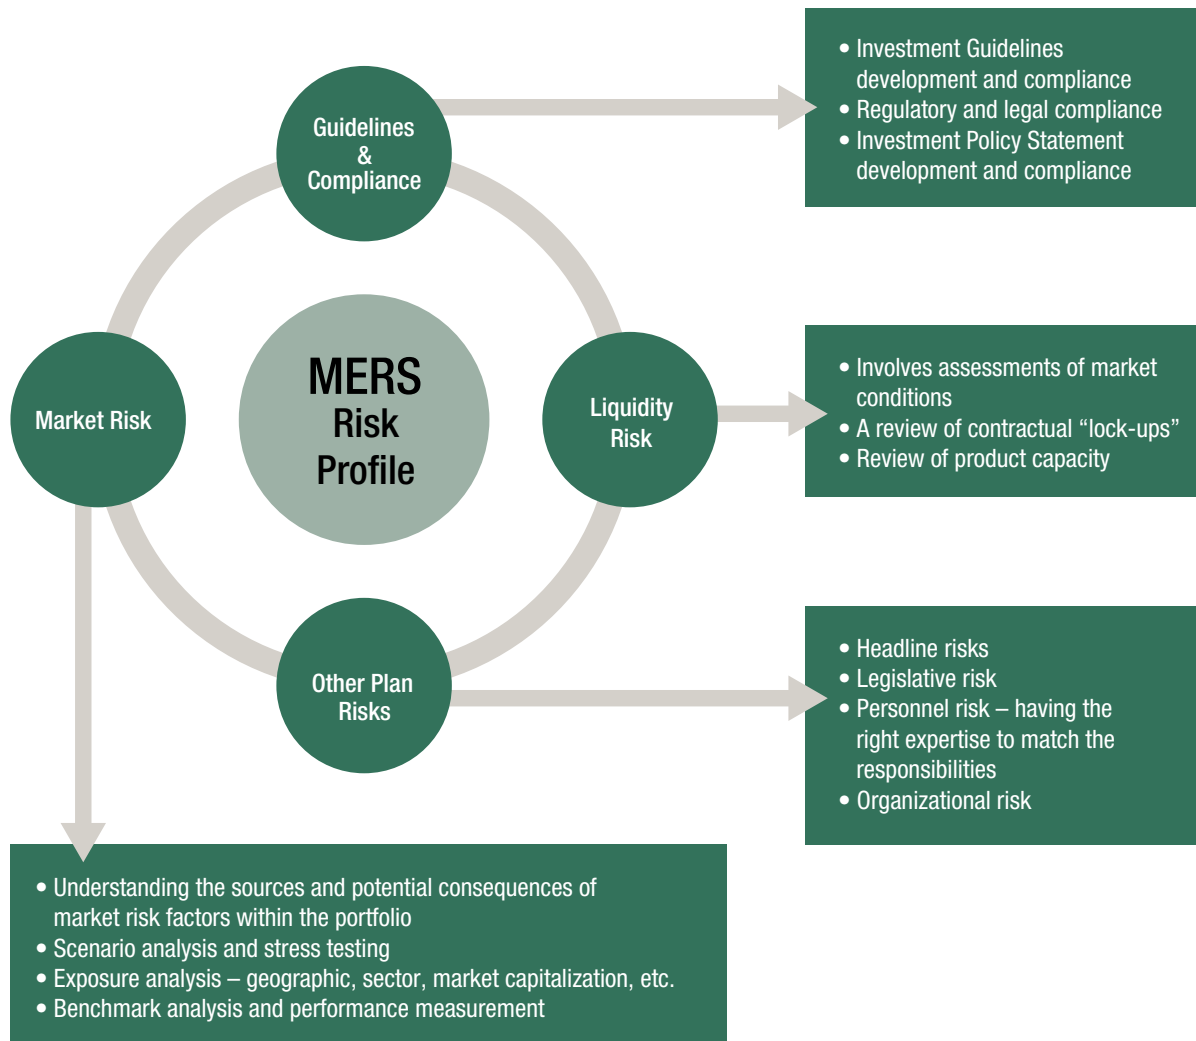 Guidelines
&
Compliance
• Investment Guidelines
development and compliance
• Regulatory and legal compliance
• Investment Policy Statement
development and compliance
Market Risk
MERS
Risk
Profile
Liquidity
Risk
• Involves assessments of market
conditions
• A review of contractual “lock-ups”
• Review of product capacity
Other Plan
Risks
• Headline risks
• Legislative risk
• Personnel risk – having the
right expertise to match the
responsibilities
• Organizational risk
• Understanding the sources and potential consequences of
market risk factors within the portfolio
• Scenario analysis and stress testing
• Exposure analysis – geographic, sector, market capitalization, etc.
• Benchmark analysis and performance measurement